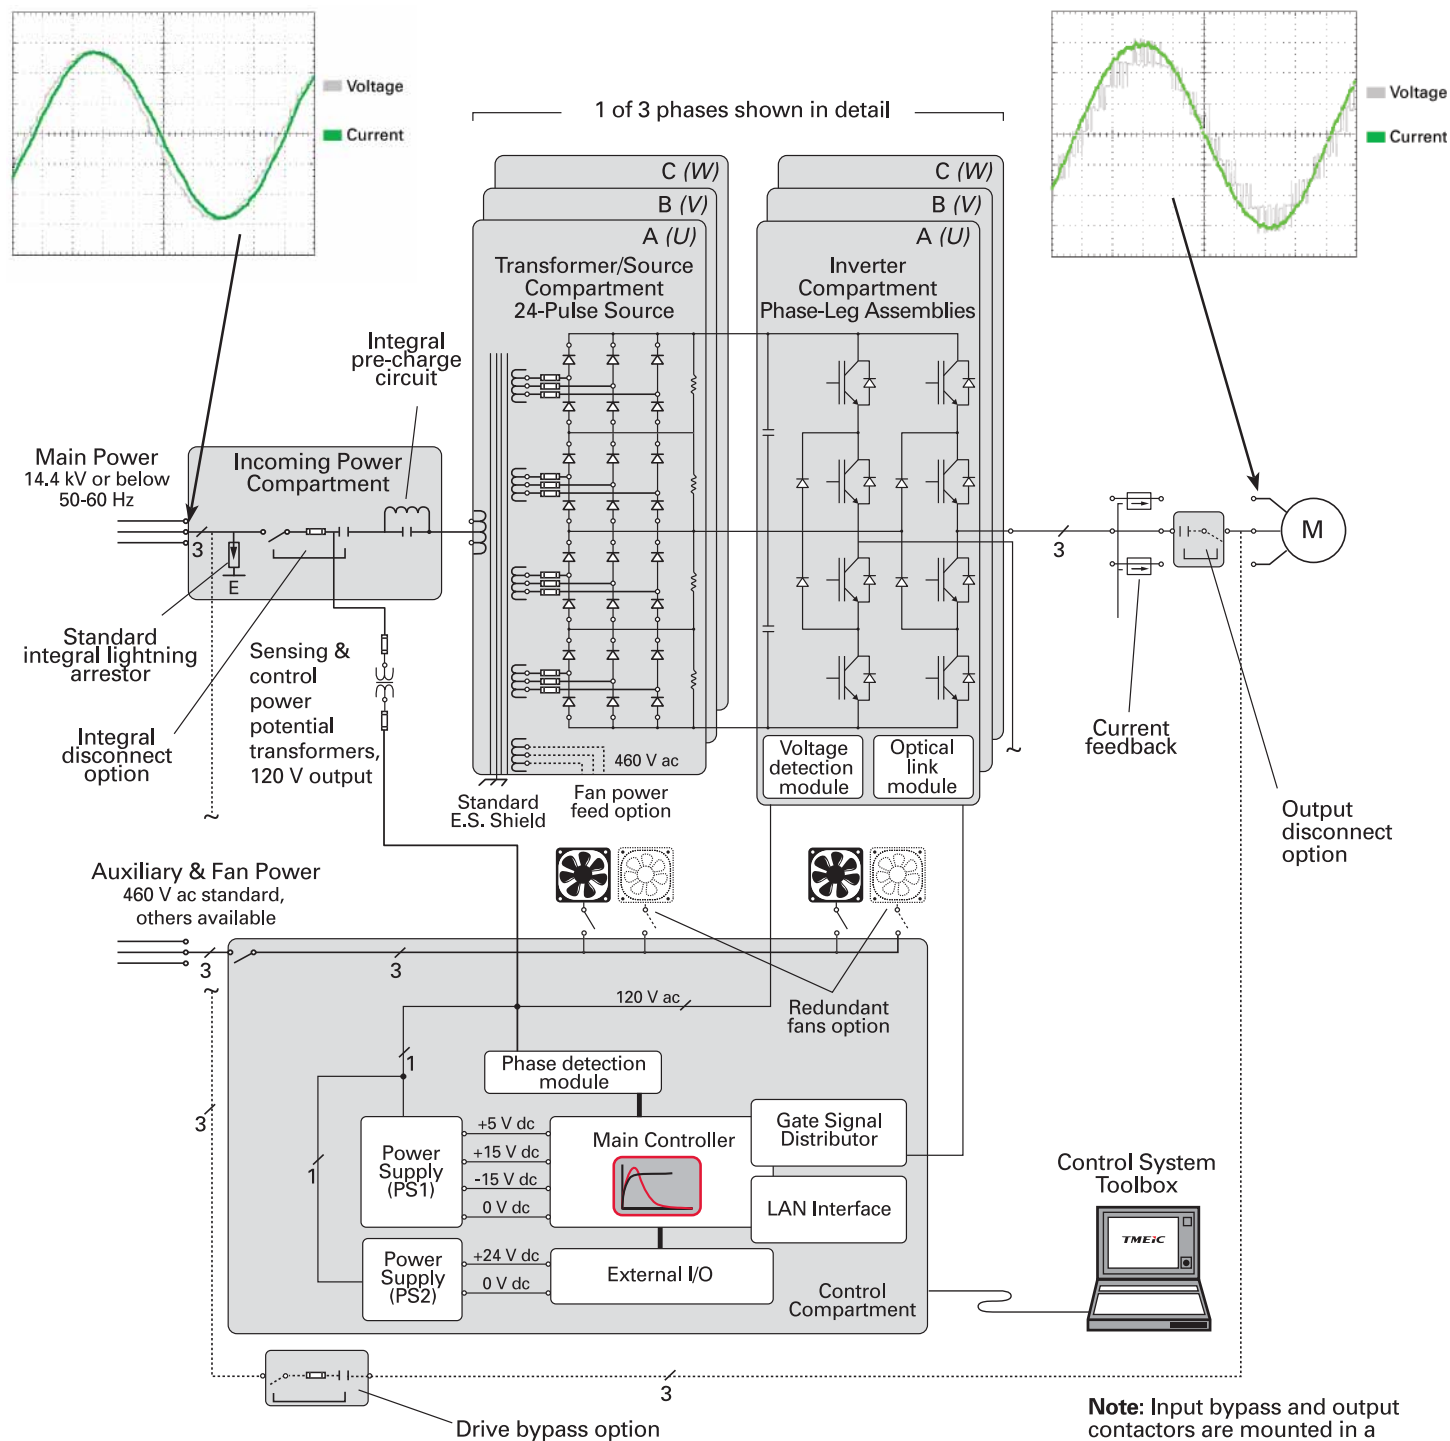 Voltage
Current
1 of 3 phases shown in detail
Voltage
Current
C (W)
B (V)
A (U)
Transformer/Source
Compartment
24-Pulse Source
C (W)
B (V)
A (U)
Inverter
Compartment
Phase-Leg Assemblies
Integral
pre-charge
circuit
Main Power
14.4 kV or below
50-60 Hz
Incoming Power
Compartment
3
E
3
M
Standard
integral lightning
arrestor
Integral
disconnect
option
Sensing &
control
power
potential
transformers,
120 V output
460 V ac
Standard
E.S. Shield
Fan power
feed option
Voltage
detection
module
Optical
link
module
Current
feedback
Output
disconnect
option
Auxiliary & Fan Power
460 V ac standard,
others available
3
3
120 V ac
Redundant
fans option
1
Phase detection
module
3
1
Power
Supply
(PS1)
+5 V dc
+15 V dc
-15 V dc
0 V dc
Main Controller
Gate Signal
Distributor
LAN Interface
Power
Supply
(PS2)
+24 V dc
0 V dc
External I/O
Control
Compartment
Control System
Toolbox
TMEiC
3
Drive bypass option
Note: Input bypass and output
contactors are mounted in a